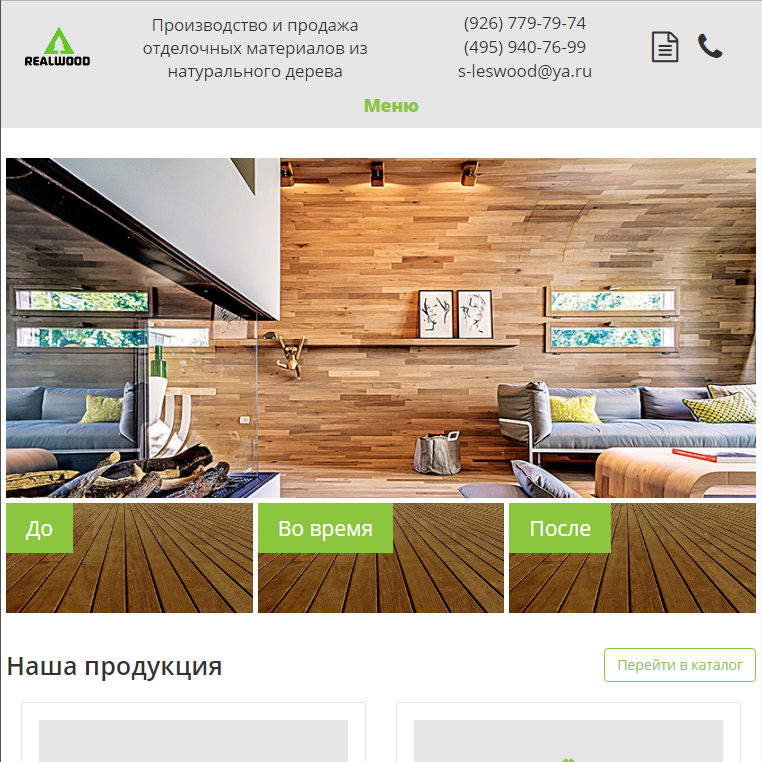 REALWOOD
Производство и продажа
отделочных материалов из
натурального дерева
(926) 779-79-74
(495) 940-76-99
s-leswood@ya.ru
Меню
До
Во время
После
Наша продукция
Перейти в каталог